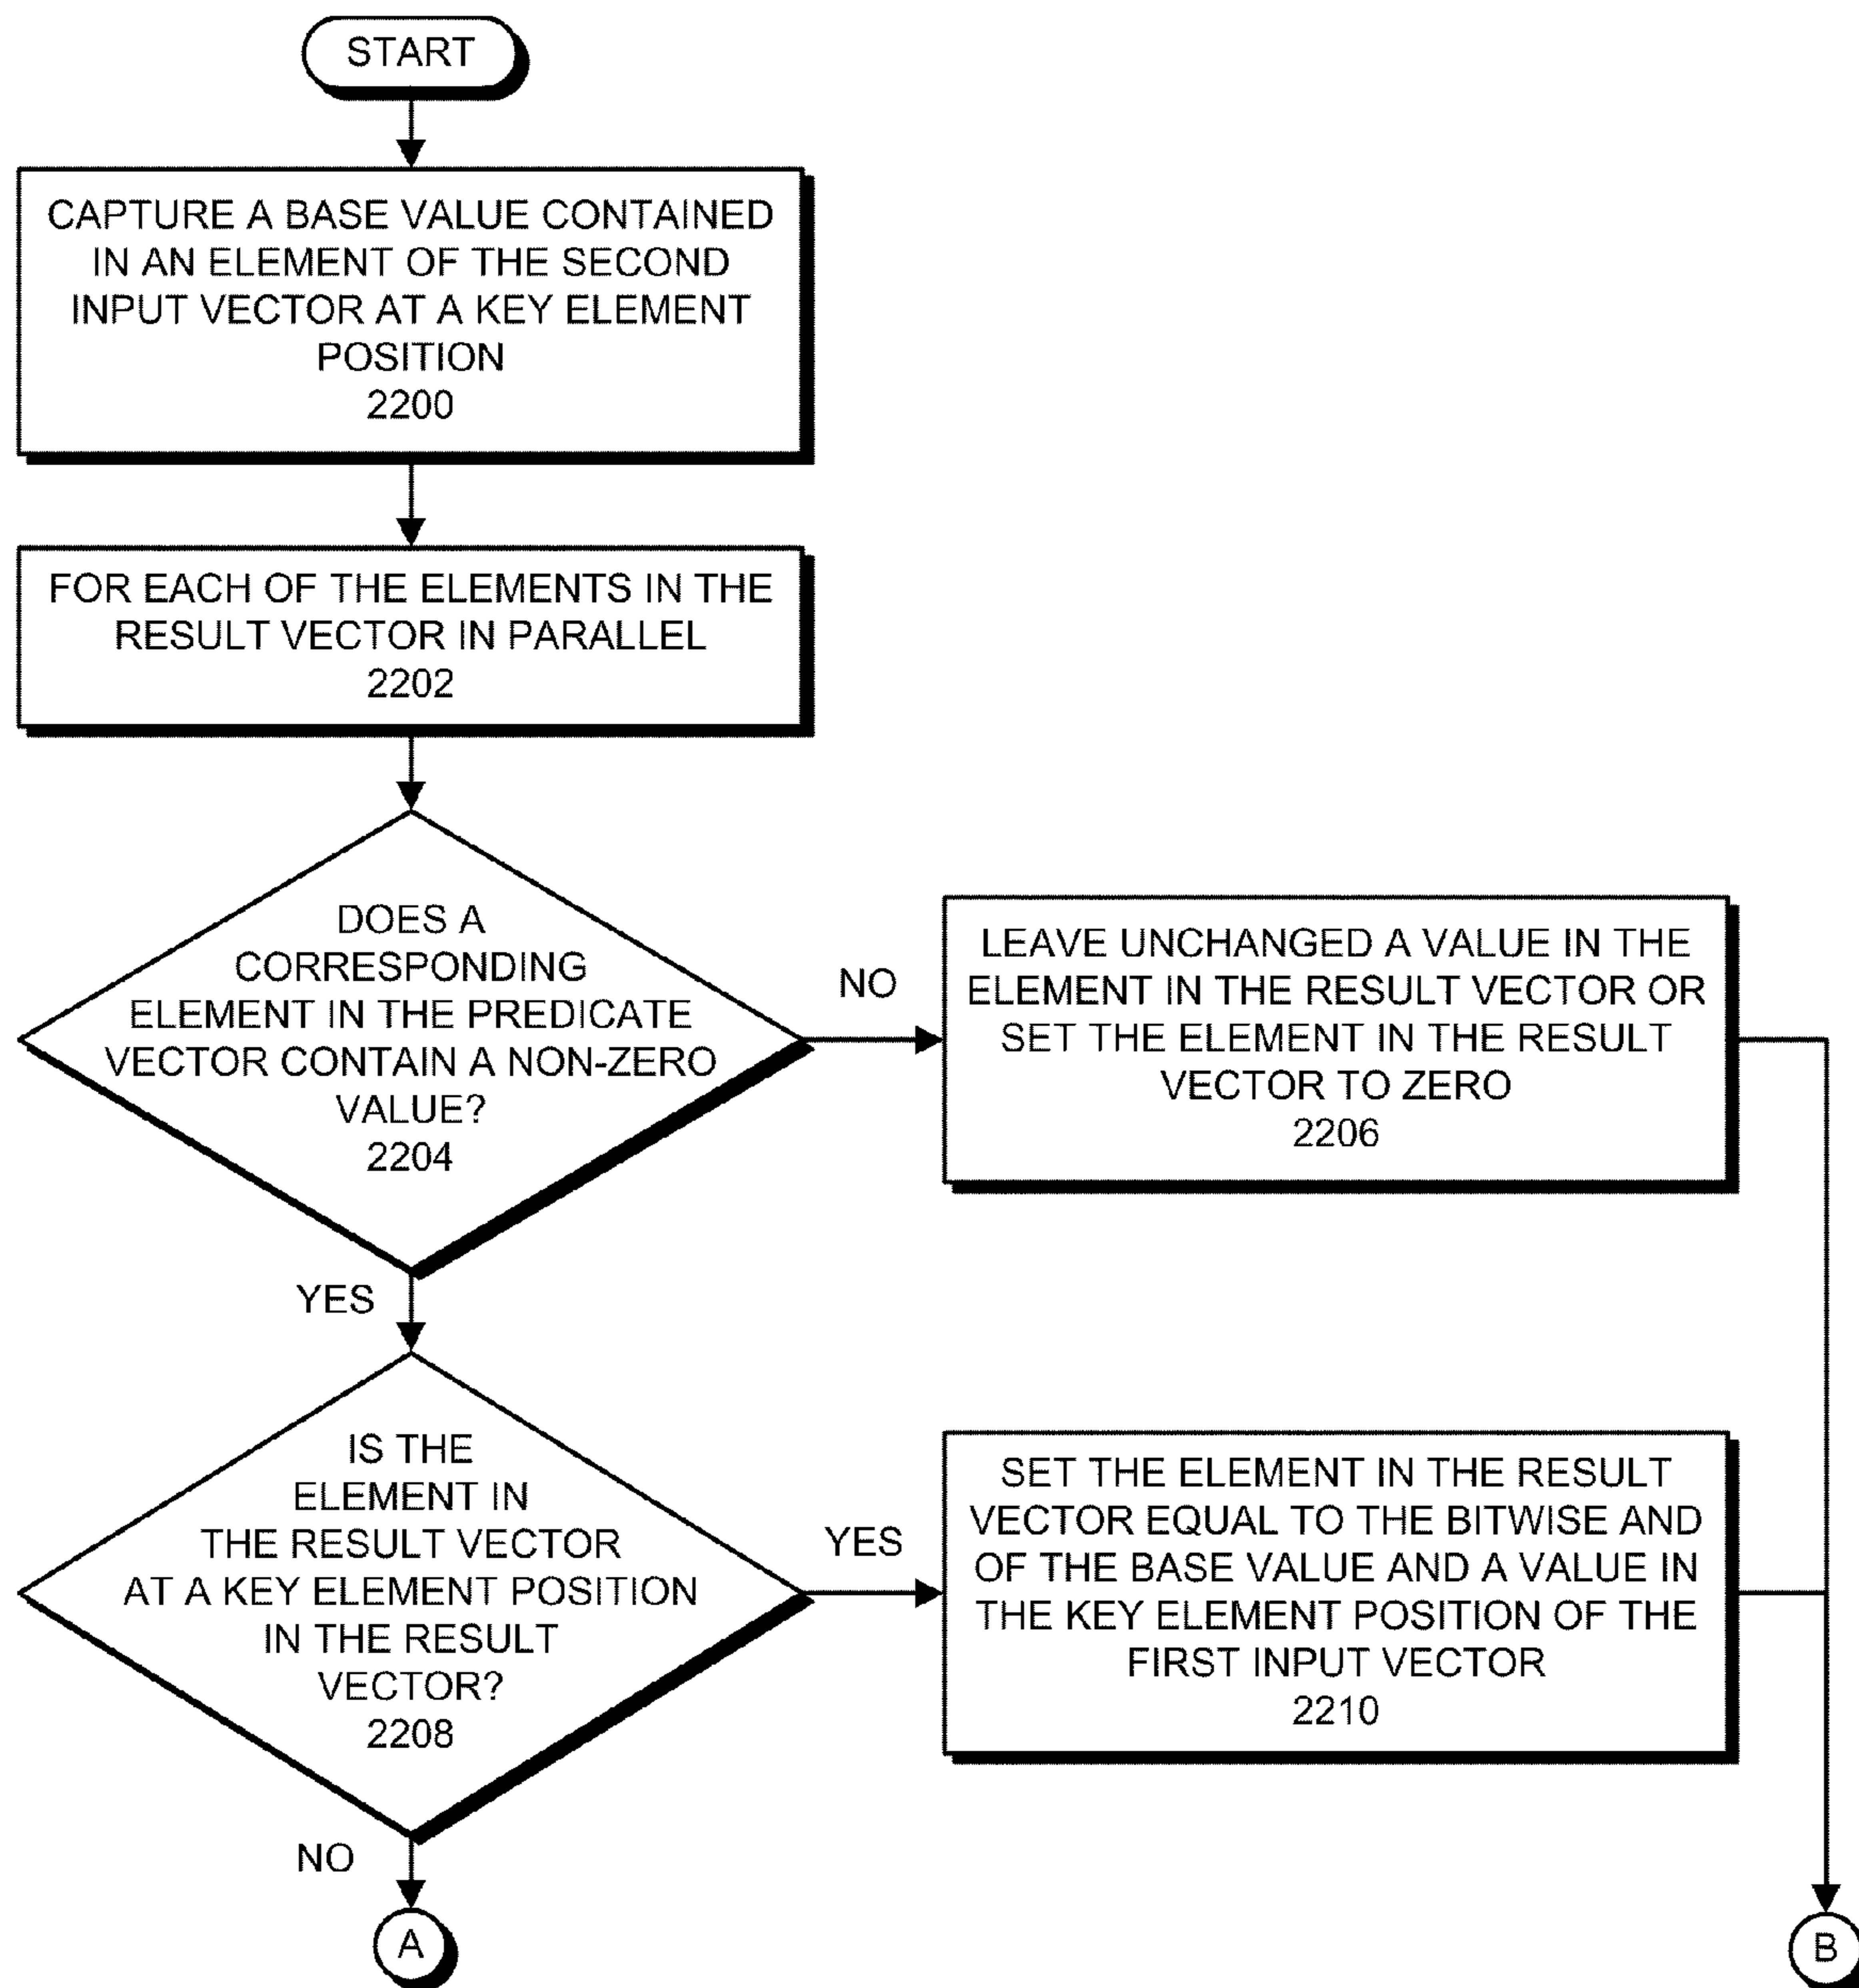 START
CAPTURE A BASE VALUE CONTAINED
IN AN ELEMENT OF THE SECOND
INPUT VECTOR AT A KEY ELEMENT
POSITION
2200
FOR EACH OF THE ELEMENTS IN THE
RESULT VECTOR IN PARALLEL
2202
DOES A
CORRESPONDING
ELEMENT IN THE PREDICATE
VECTOR CONTAIN A NON-ZERO
VALUE?
2204
NO
LEAVE UNCHANGED A VALUE IN THE
ELEMENT IN THE RESULT VECTOR OR
SET THE ELEMENT IN THE RESULT
VECTOR TO ZERO
2206
YES
IS THE
ELEMENT IN
THE RESULT VECTOR
AT A KEY ELEMENT POSITION
IN THE RESULT
VECTOR?
2208
YES
SET THE ELEMENT IN THE RESULT
VECTOR EQUAL TO THE BITWISE AND
OF THE BASE VALUE AND A VALUE IN
THE KEY ELEMENT POSITION OF THE
FIRST INPUT VECTOR
2210
NO
A
B